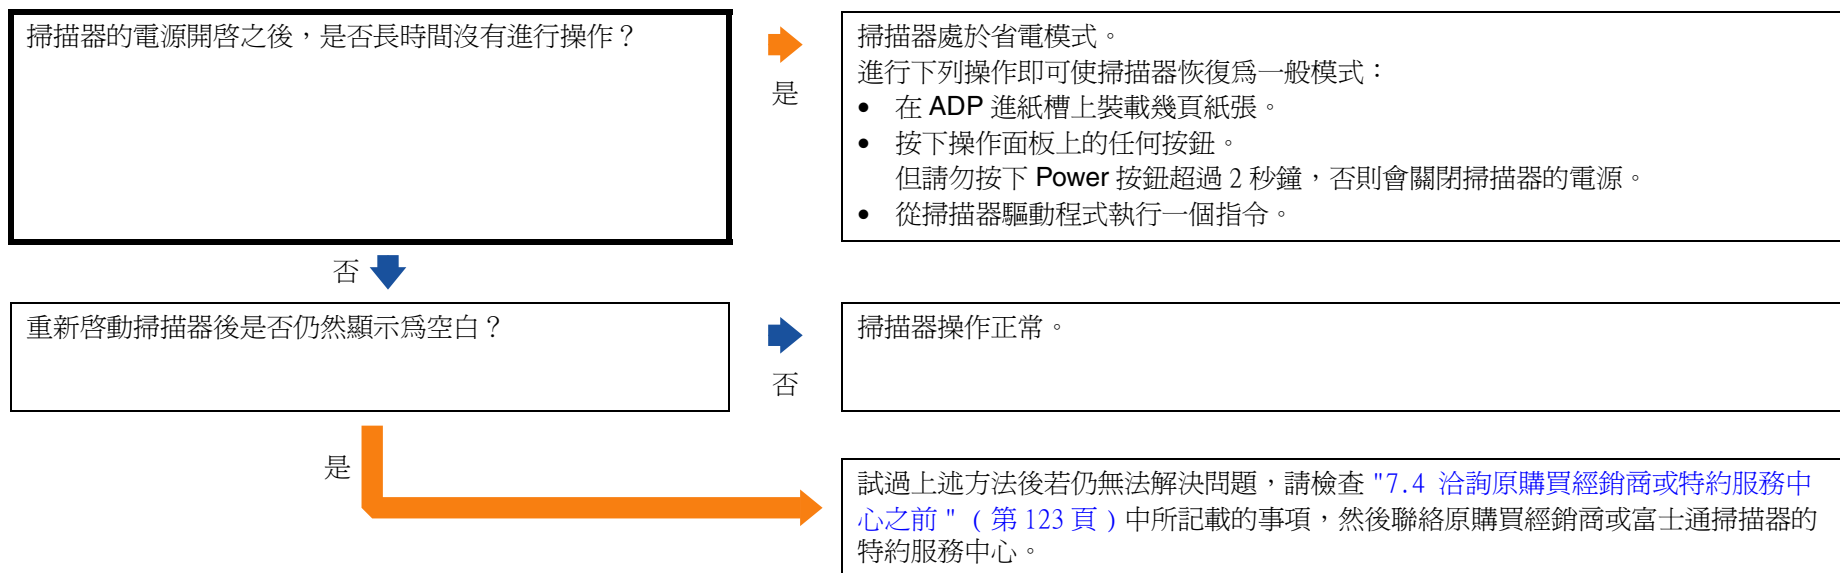 掃描器的電源開啓之後，是否長時間沒有進行操作？
是
掃描器處於省電模式。
進行下列操作即可使掃描器恢復爲一般模式：
• 在 ADP 進紙槽上裝載幾頁紙張。
• 按下操作面板上的任何按鈕。
但請勿按下 Power 按鈕超過 2 秒鐘，否則會關閉掃描器的電源。
• 從掃描器驅動程式執行一個指令。
否
重新啓動掃描器後是否仍然顯示爲空白？
否
掃描器操作正常。
是
試過上述方法後若仍無法解決問題，請檢查 "7.4 洽詢原購買經銷商或特約服務中
心之前 " ( 第 123 頁 ) 中所記載的事項，然後聯絡原購買經銷商或富士通掃描器的
特約服務中心。